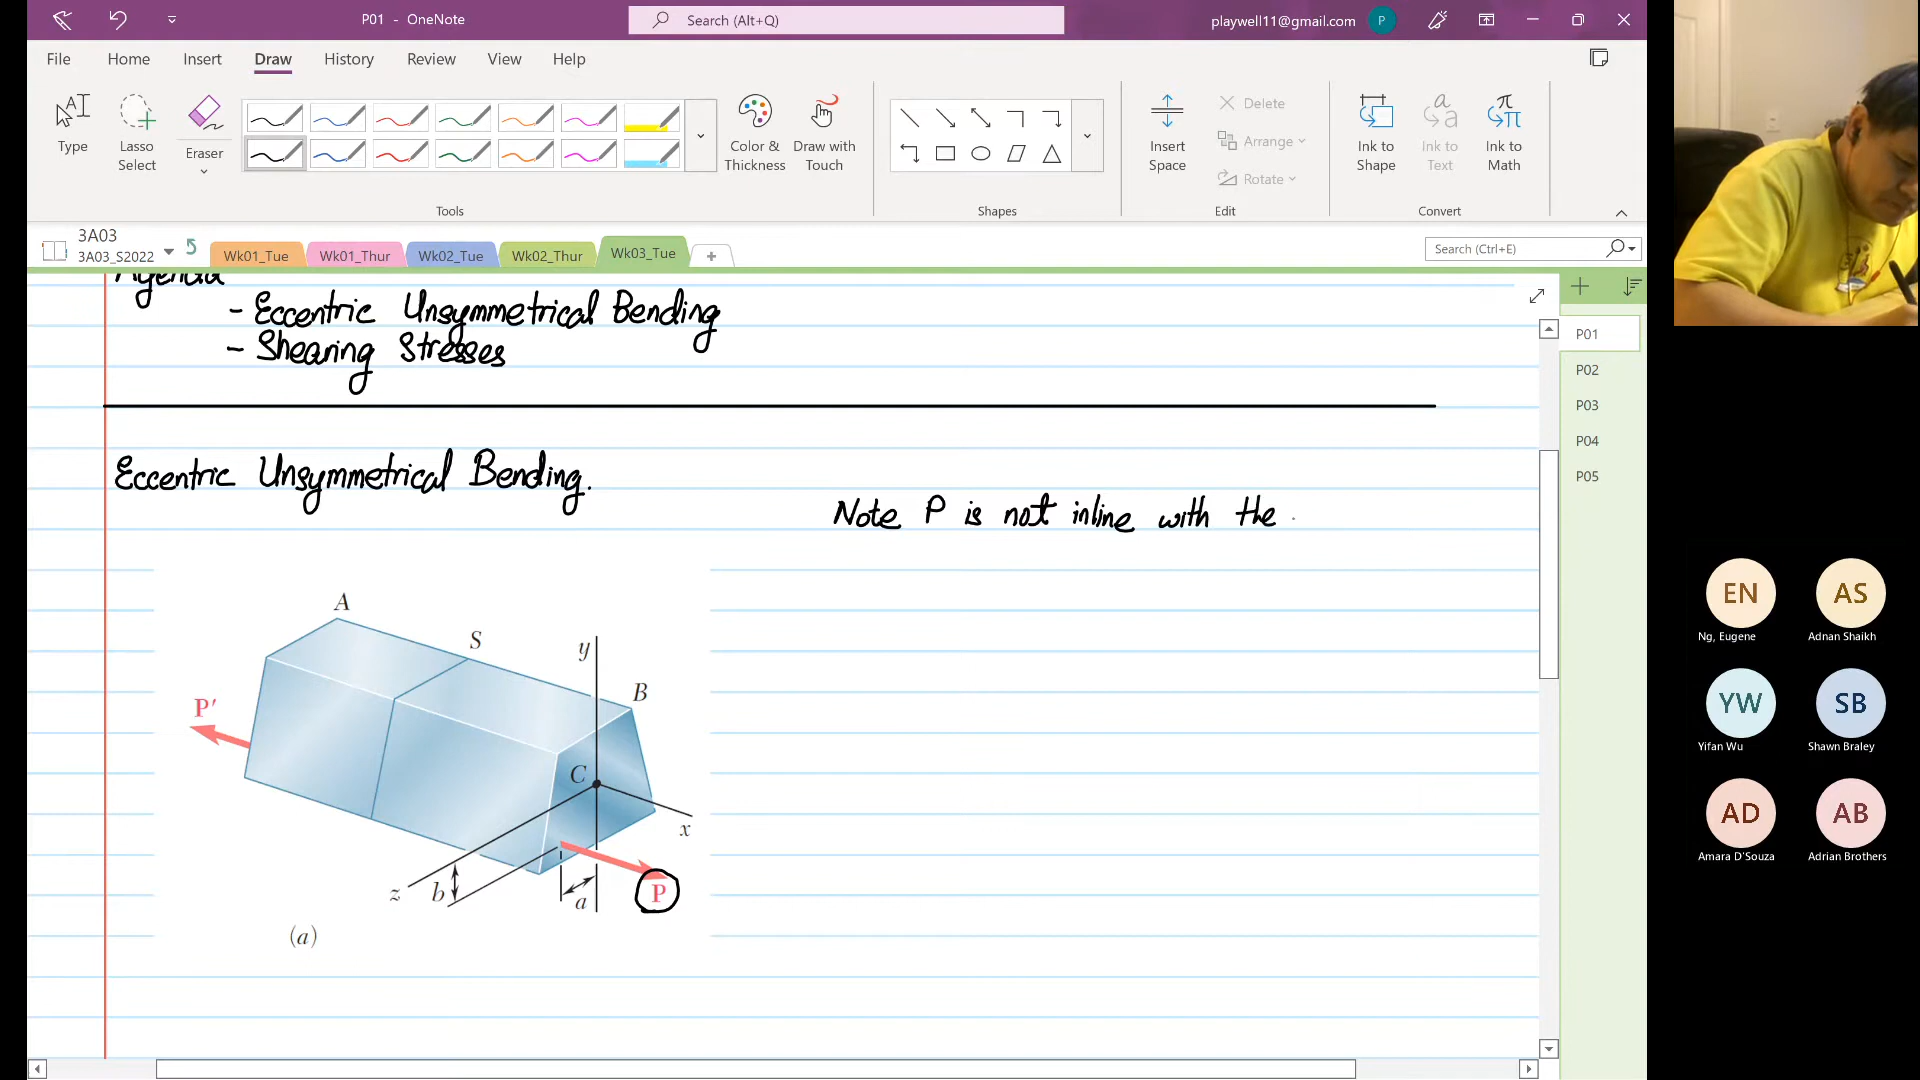 P01 - OneNote
Search (Alt+Q)
playwell11@gmail.com
P
File Home Insert Draw History Review View Help
Type
Lasso Select
Eraser
Color & Thickness
Draw with Touch
Insert Space
Delete
Arrange
Rotate
Ink to Shape
Ink to Text
Ink to Math
Tools
Shapes
Edit
Convert
3A03
3A03_S2022
Wk01_Tue
Wk01_Thur
Wk02_Tue
Wk02_Thur
Wk03_Tue
Search (Ctrl+E)
P01
P02
P03
P04
P05
Agenda
- Eccentric Unsymmetrical Bending
- Shearing Stresses
Eccentric Unsymmetrical Bending.
Note P is not inline with the
A
S
y
B
P'
C
x
z
b
a
P
(a)
EN
Ng, Eugene
AS
Adnan Shaikh
YW
Yifan Wu
SB
Shawn Braley
AD
Amara D'Souza
AB
Adrian Brothers